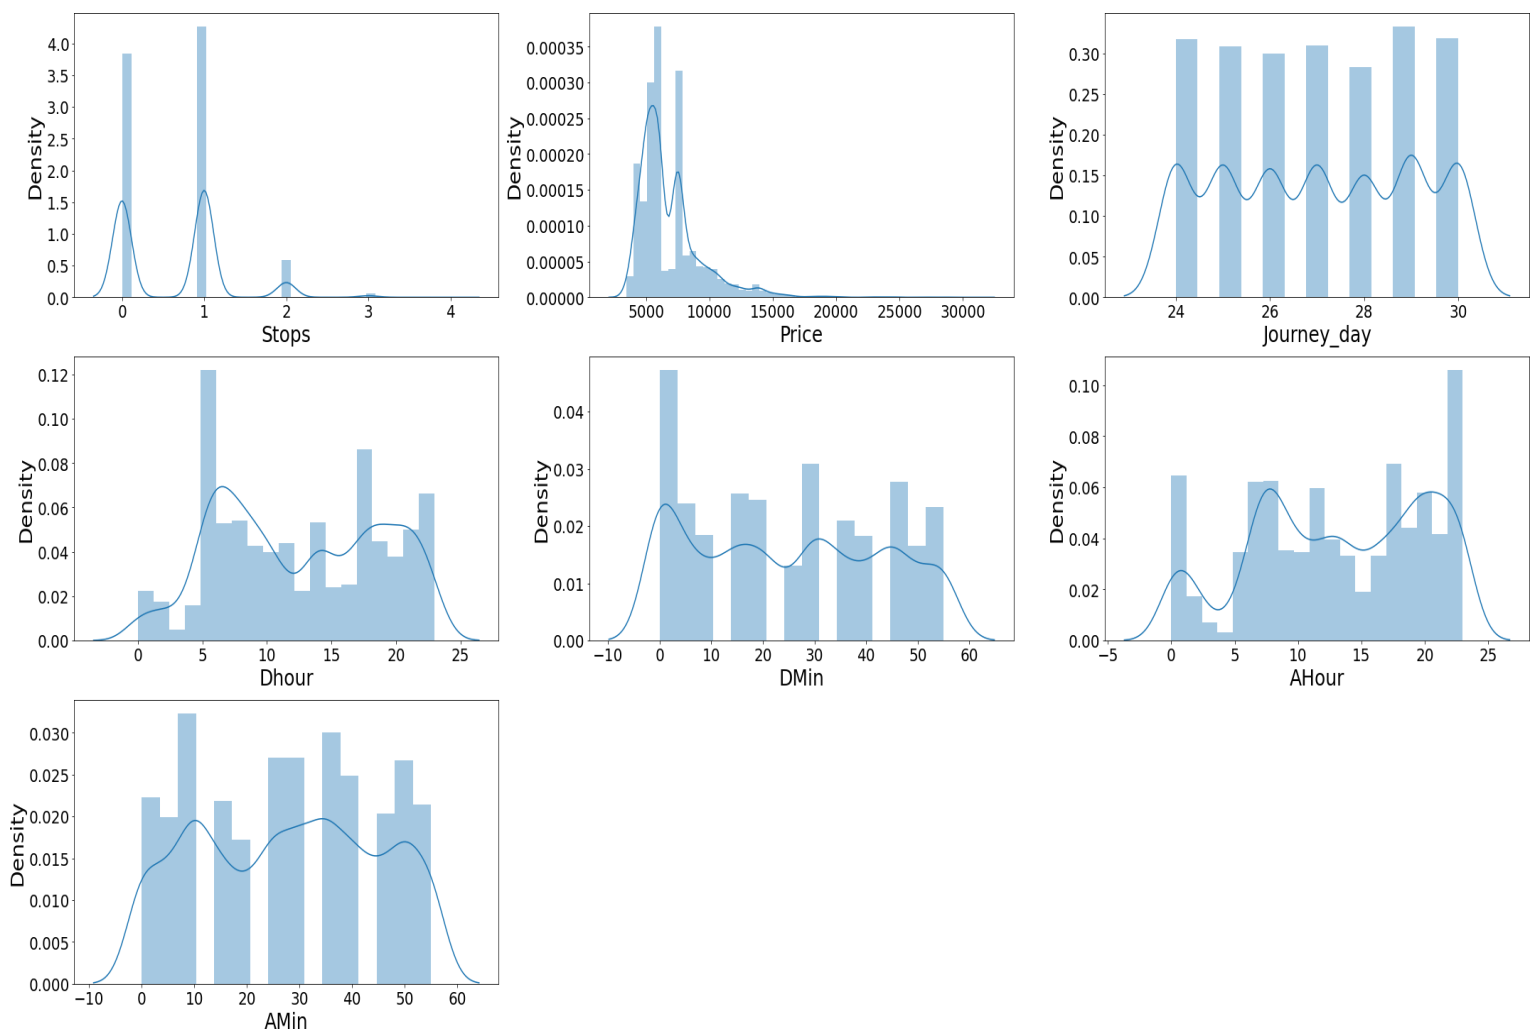 Density
4.0
3.5
3.0
2.5
2.0
1.5
1.0
0.5
0.0
0 1 2 3 4
Stops
Density
0.00035
0.00030
0.00025
0.00020
0.00015
0.00010
0.00005
0.00000
5000 10000 15000 20000 25000 30000
Price
Density
0.30
0.25
0.20
0.15
0.10
0.05
0.00
24 26 28 30
Journey_day
Density
0.12
0.10
0.08
0.06
0.04
0.02
0.00
0 5 10 15 20 25
Dhour
Density
0.04
0.03
0.02
0.01
0.00
−10 0 10 20 30 40 50 60
DMin
Density
0.10
0.08
0.06
0.04
0.02
0.00
−5 0 5 10 15 20 25
AHour
Density
0.030
0.025
0.020
0.015
0.010
0.005
0.000
−10 0 10 20 30 40 50 60
AMin